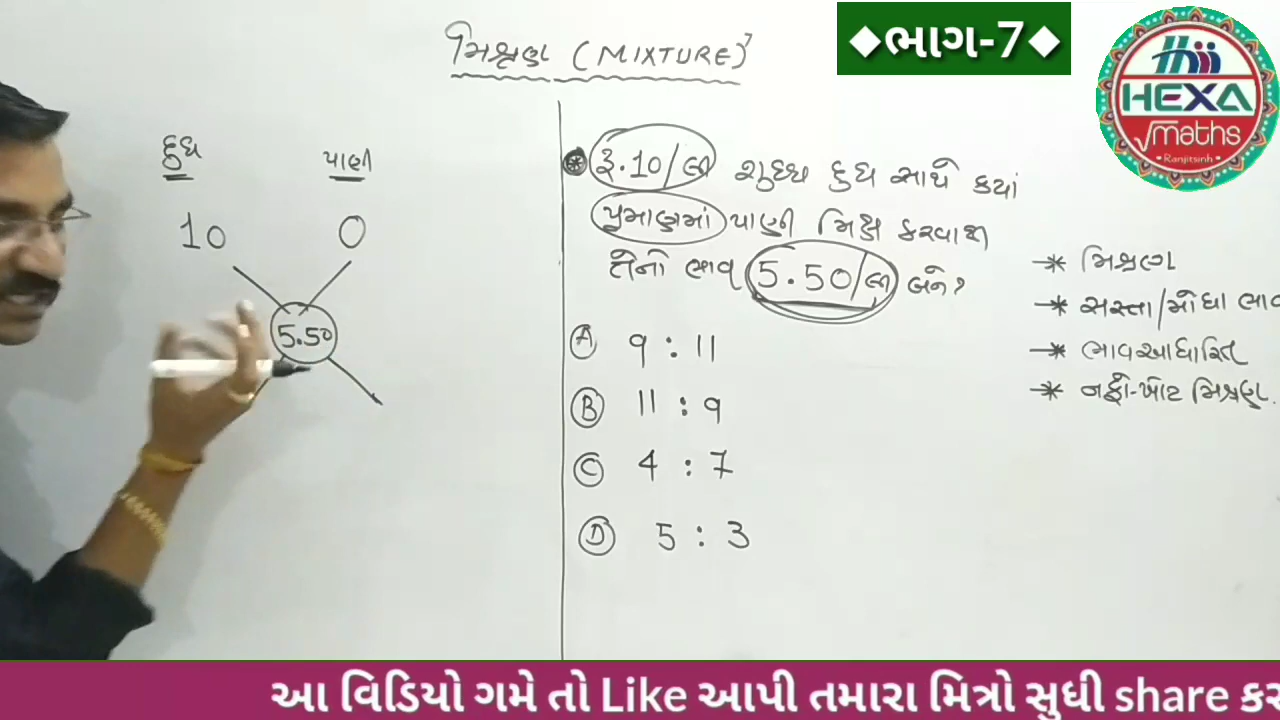 મિશ્રણ (MIXTURE)
◆ભાગ-7◆
HEXA
√maths
Ranjitsinh
દુધ પાણી
10 0
5.50
* રૂ.10/લી શુધ્ધ દુધ સાથે કયાં
પ્રમાણમાં પાણી મિક્ષ કરવાથી
તેનો ભાવ 5.50/લી બને?
A 9 : 11
B 11 : 9
C 4 : 7
D 5 : 3
* મિશ્રણ
* સસ્તા/મોંઘા ભાવ
* ભાવઆધારિત
* નફો-ખોટ મિશ્રણ.
આ વિડિયો ગમે તો Like આપી તમારા મિત્રો સુધી share કર